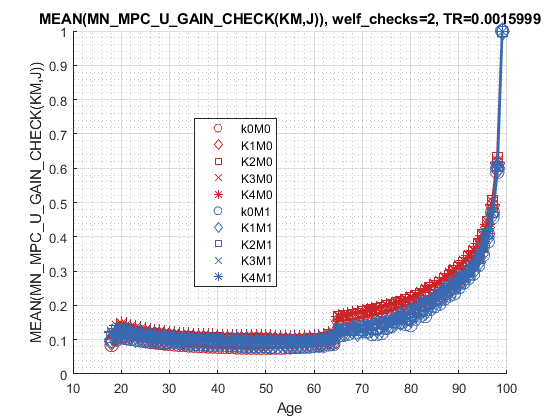 MEAN(MN_MPC_U_GAIN_CHECK(KM,J)), welf_checks=2, TR=0.0015999
MEAN(MN_MPC_U_GAIN_CHECK(KM,J))
1
0.9
0.8
0.7
0.6
0.5
0.4
0.3
0.2
0.1
0
k0M0
K1M0
K2M0
K3M0
K4M0
k0M1
K1M1
K2M1
K3M1
K4M1
10 20 30 40 50 60 70 80 90 100
Age